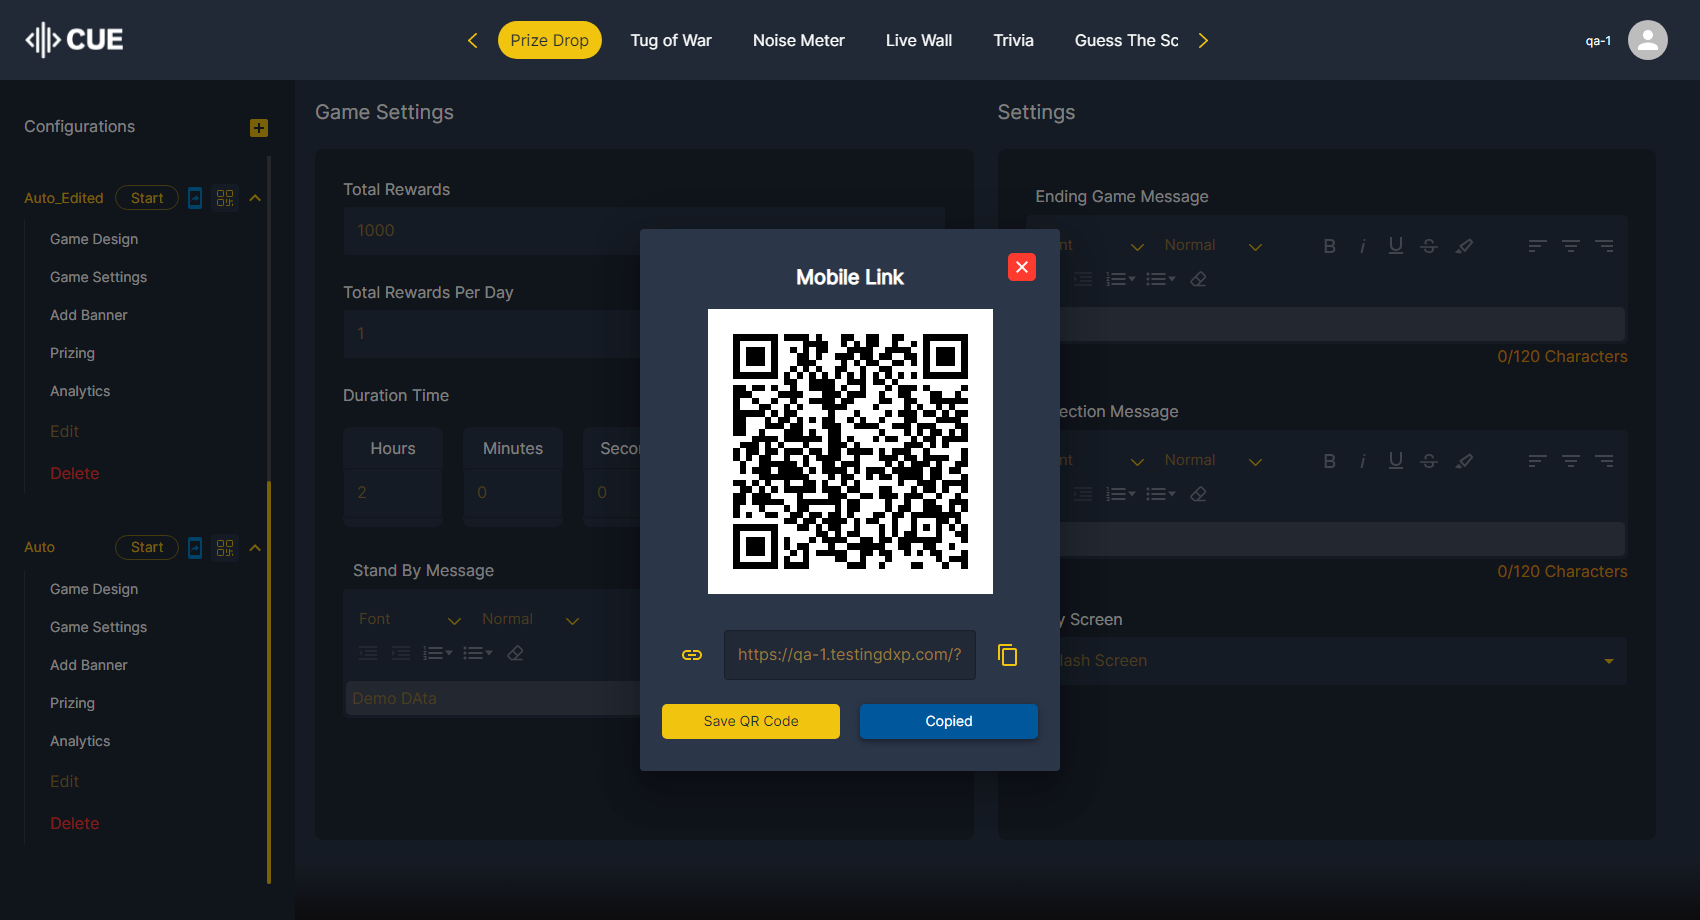 CUE
Prize Drop
Tug of War
Noise Meter
Live Wall
Trivia
Guess The Sc
qa-1
Configurations
Auto_Edited
Start
Game Design
Game Settings
Add Banner
Prizing
Analytics
Edit
Delete
Auto
Start
Game Design
Game Settings
Add Banner
Prizing
Analytics
Edit
Delete
Game Settings
Total Rewards
1000
Total Rewards Per Day
1
Duration Time
Hours
Minutes
Secon
2
0
0
Stand By Message
Font
Normal
Demo DAta
Mobile Link
https://qa-1.testingdxp.com/?
Save QR Code
Copied
Settings
Ending Game Message
nt
Normal
0/120 Characters
ection Message
nt
Normal
0/120 Characters
y Screen
lash Screen